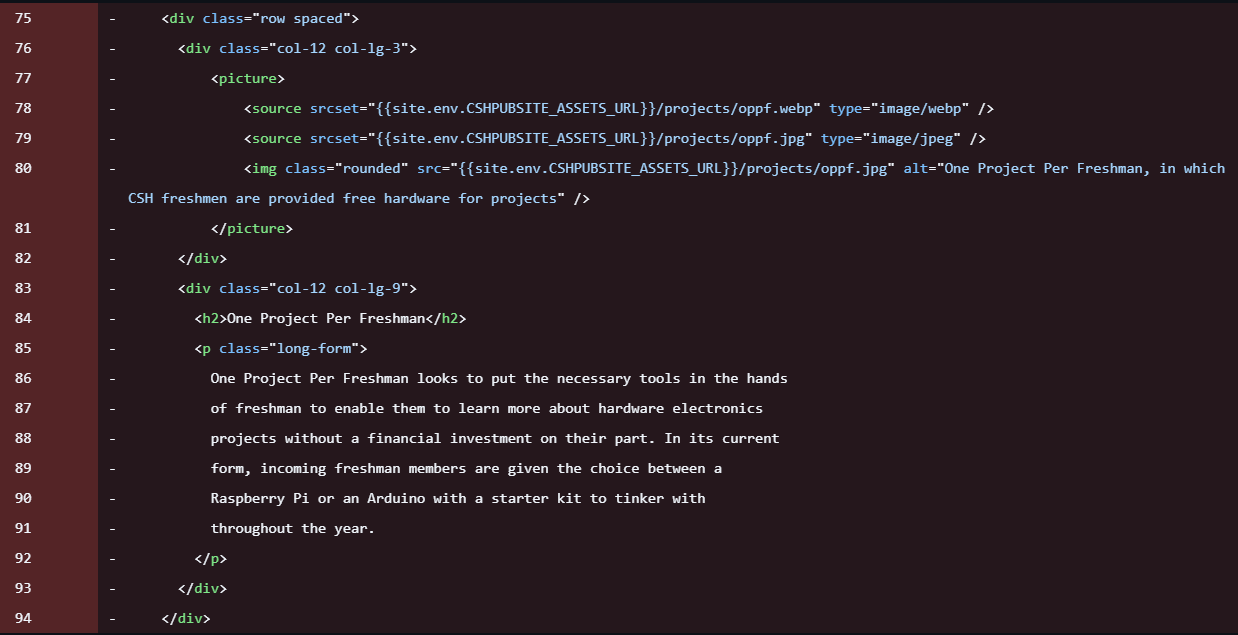 75 - <div class="row spaced">
76 - <div class="col-12 col-lg-3">
77 - <picture>
78 - <source srcset="{{site.env.CSHPUBSITE_ASSETS_URL}}/projects/oppf.webp" type="image/webp" />
79 - <source srcset="{{site.env.CSHPUBSITE_ASSETS_URL}}/projects/oppf.jpg" type="image/jpeg" />
80 - <img class="rounded" src="{{site.env.CSHPUBSITE_ASSETS_URL}}/projects/oppf.jpg" alt="One Project Per Freshman, in which
CSH freshmen are provided free hardware for projects" />
81 - </picture>
82 - </div>
83 - <div class="col-12 col-lg-9">
84 - <h2>One Project Per Freshman</h2>
85 - <p class="long-form">
86 - One Project Per Freshman looks to put the necessary tools in the hands
87 - of freshman to enable them to learn more about hardware electronics
88 - projects without a financial investment on their part. In its current
89 - form, incoming freshman members are given the choice between a
90 - Raspberry Pi or an Arduino with a starter kit to tinker with
91 - throughout the year.
92 - </p>
93 - </div>
94 - </div>